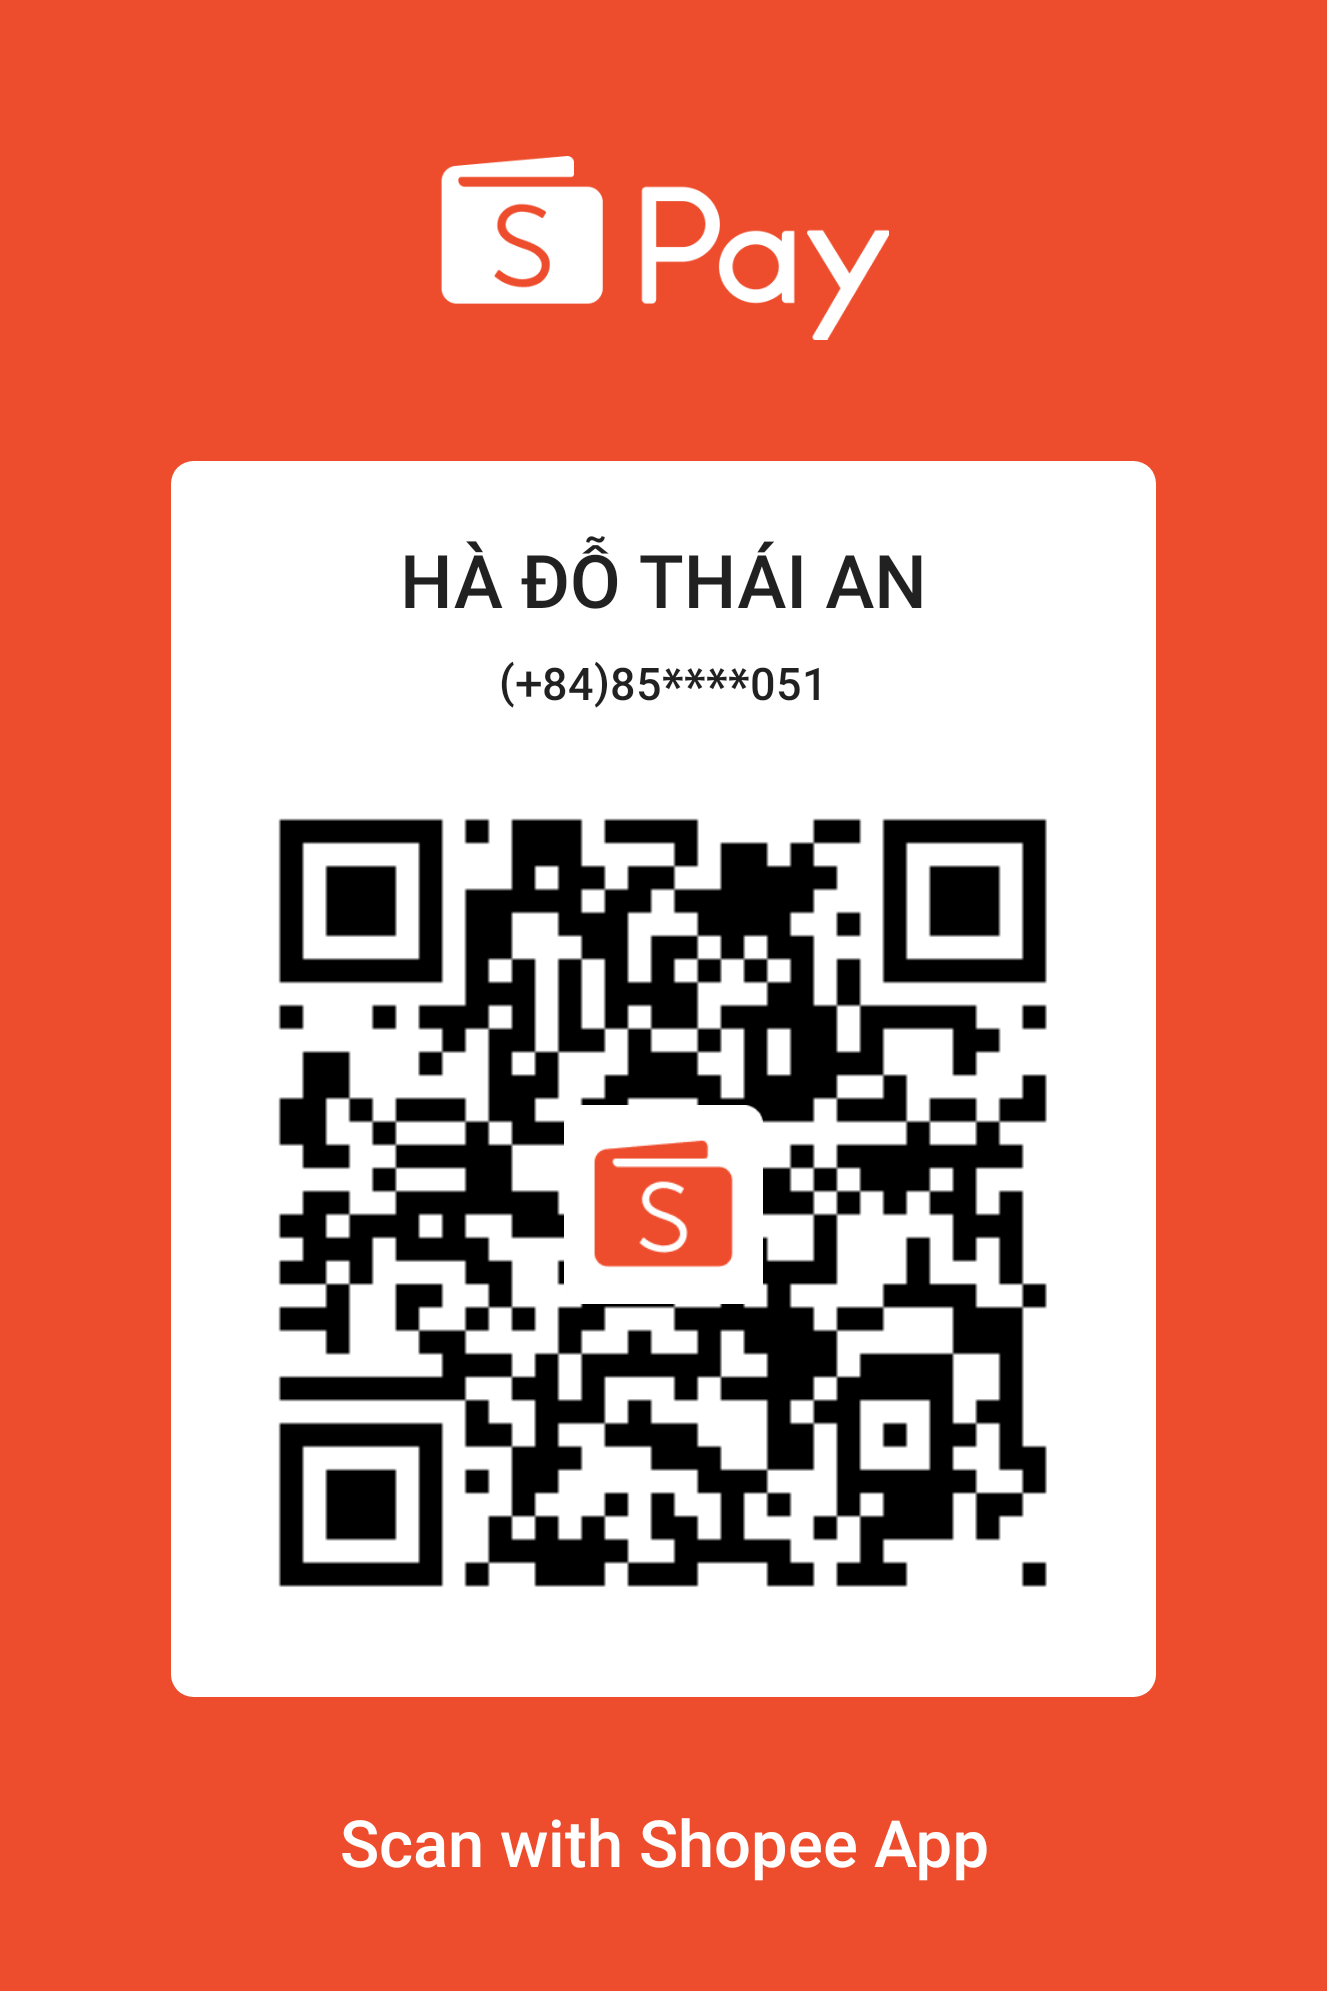 S Pay
HÀ ĐỖ THÁI AN
(+84)85****051
S
Scan with Shopee App